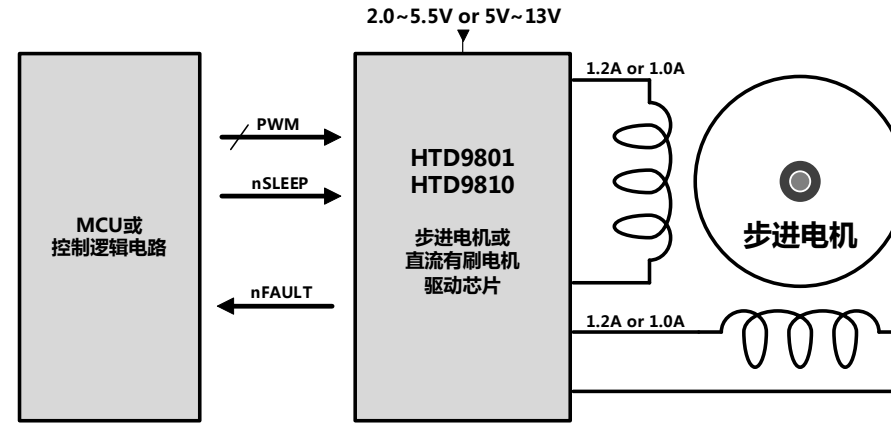 2.0~5.5V or 5V~13V
MCU或
控制逻辑电路
PWM
nSLEEP
nFAULT
HTD9801
HTD9810
步进电机或
直流有刷电机
驱动芯片
1.2A or 1.0A
1.2A or 1.0A
步进电机